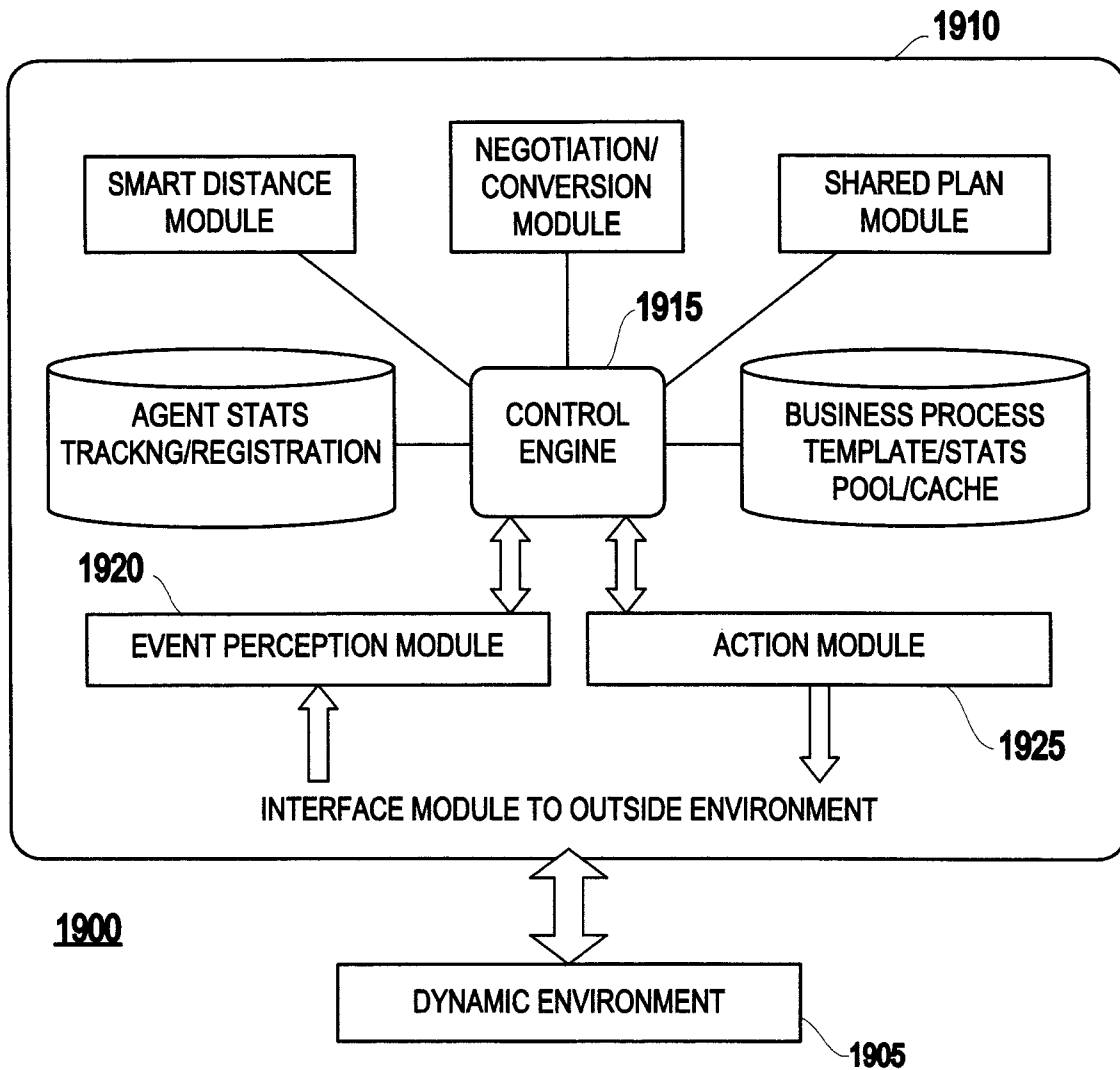 1910
SMART DISTANCE
MODULE
NEGOTIATION/
CONVERSION
MODULE
SHARED PLAN
MODULE
1915
AGENT STATS
TRACKNG/REGISTRATION
CONTROL
ENGINE
BUSINESS PROCESS
TEMPLATE/STATS
POOL/CACHE
1920
EVENT PERCEPTION MODULE
ACTION MODULE
1925
INTERFACE MODULE TO OUTSIDE ENVIRONMENT
1900
DYNAMIC ENVIRONMENT
1905